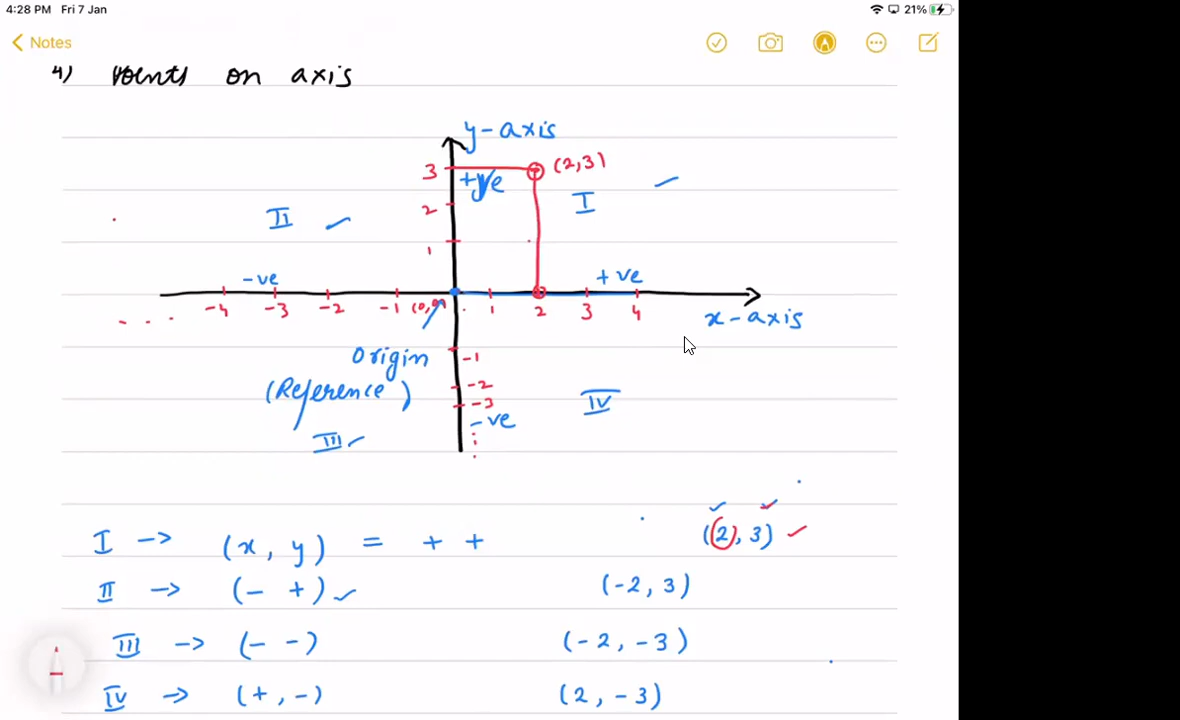 4:28 PM Fri 7 Jan
21%
Notes
4) Points on axis
y-axis
3
(2,3)
+ve
I
II
2
1
-ve
+ve
-4 -3 -2 -1 (0,0) 1 2 3 4
x-axis
Origin
-1
(Reference)
-2
-3
IV
-ve
III
I -> (x, y) = + + (2, 3)
II -> (- +) (-2, 3)
III -> (- -) (-2, -3)
IV -> (+, -) (2, -3)